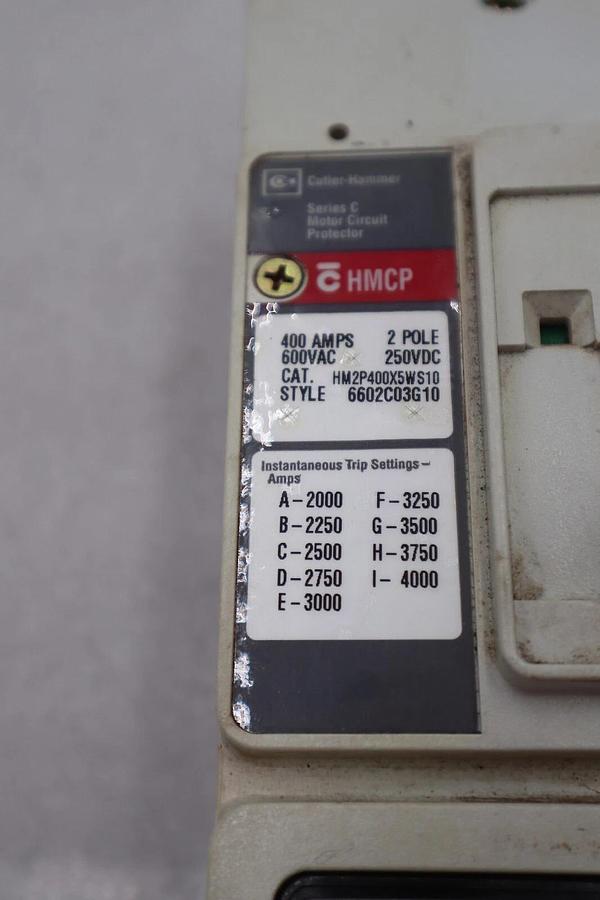 Cutler-Hammer
Series C
Motor Circuit
Protector
HMCP
400 AMPS 2 POLE
600VAC 250VDC
CAT. HM2P400X5WS10
STYLE 6602C03G10
Instantaneous Trip Settings–
Amps
A–2000 F–3250
B–2250 G–3500
C–2500 H–3750
D–2750 I–4000
E–3000